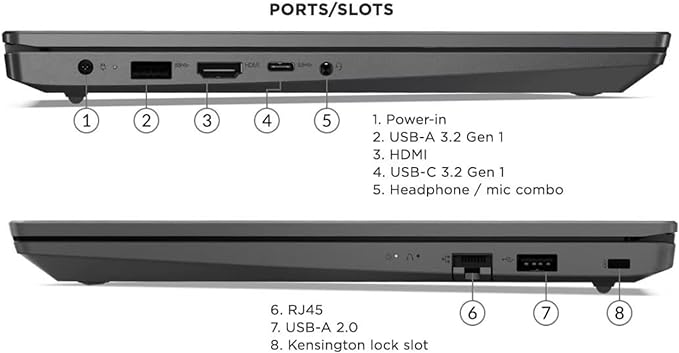 PORTS/SLOTS
HDMI
1
2
3
4
5
1. Power-in
2. USB-A 3.2 Gen 1
3. HDMI
4. USB-C 3.2 Gen 1
5. Headphone / mic combo
6
7
8
6. RJ45
7. USB-A 2.0
8. Kensington lock slot